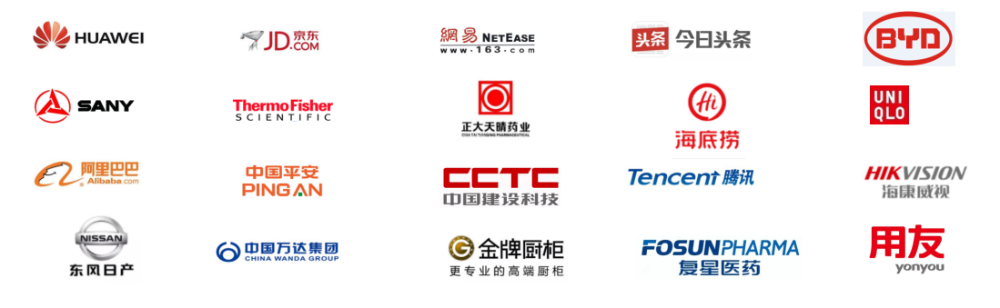 HUAWEI
JD.京东
.COM
網易 NETEASE
www.163.com
头条 今日头条
BYD
SANY
ThermoFisher
SCIENTIFIC
正大天晴药业
CHIA TAI TIANQING PHARMACEUTICAL
Hi
海底捞
UNI
QLO
阿里巴巴
Alibaba.com
中国平安
PING AN
CCTC
中国建设科技
Tencent 腾讯
HIKVISION
海康威视
NISSAN
东风日产
中国万达集团
CHINA WANDA GROUP
G 金牌厨柜
更专业的高端厨柜
FOSUNPHARMA
复星医药
用友
yonyou